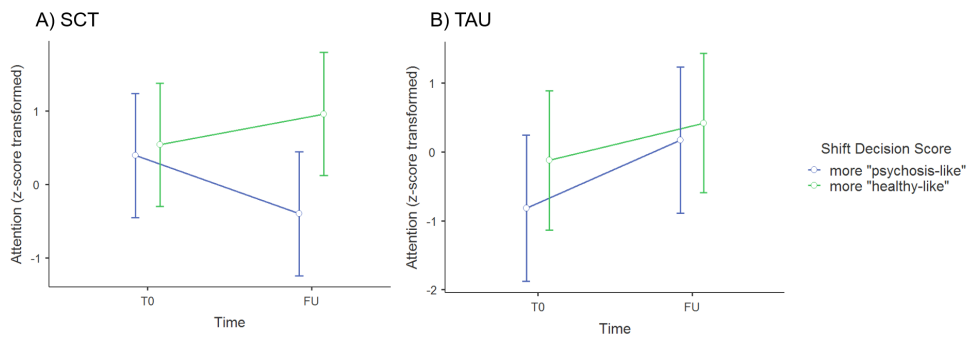 A) SCT
Attention (z-score transformed)
1
0
-1
T0
FU
Time
B) TAU
Attention (z-score transformed)
1
0
-1
-2
T0
FU
Time
Shift Decision Score
more "psychosis-like"
more "healthy-like"